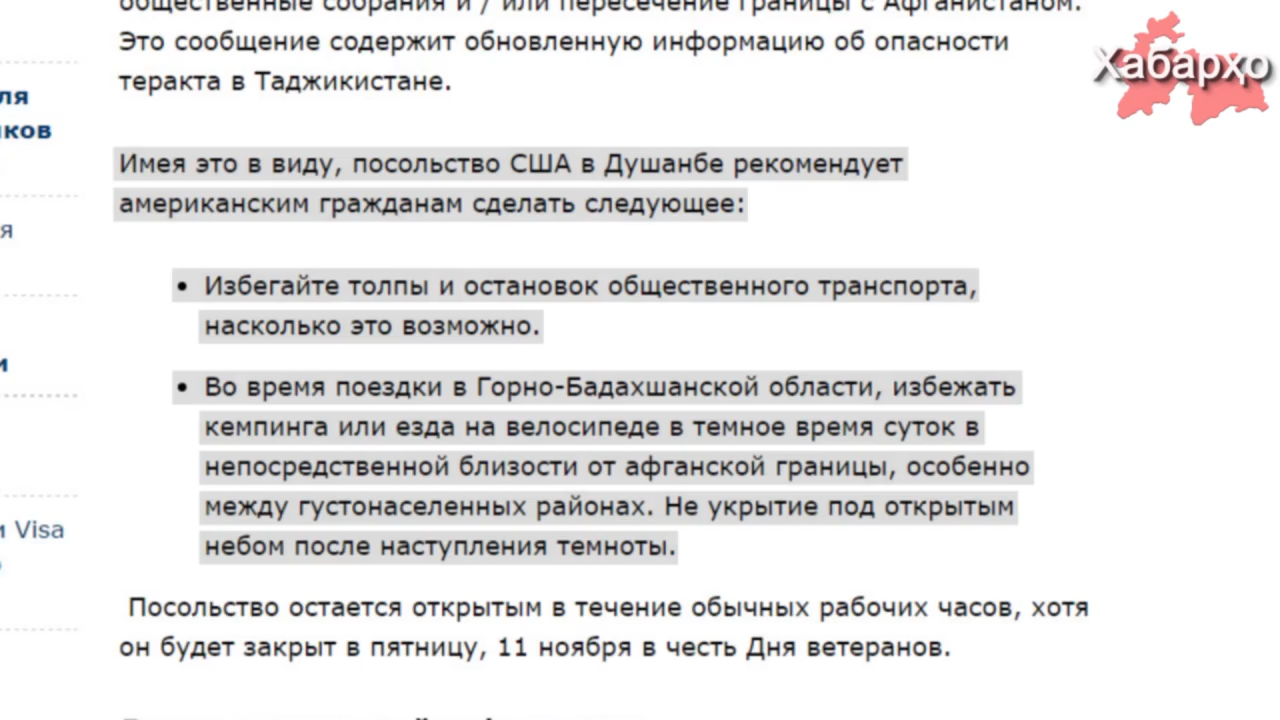 общественные собрания и / или пересечение границы с Афганистаном.
Это сообщение содержит обновленную информацию об опасности
теракта в Таджикистане.
Хабарҳо
ля
иков
Имея это в виду, посольство США в Душанбе рекомендует
американским гражданам сделать следующее:
я
• Избегайте толпы и остановок общественного транспорта,
насколько это возможно.
и
• Во время поездки в Горно-Бадахшанской области, избежать
кемпинга или езда на велосипеде в темное время суток в
непосредственной близости от афганской границы, особенно
между густонаселенных районах. Не укрытие под открытым
небом после наступления темноты.
и Visa
Посольство остается открытым в течение обычных рабочих часов, хотя
он будет закрыт в пятницу, 11 ноября в честь Дня ветеранов.